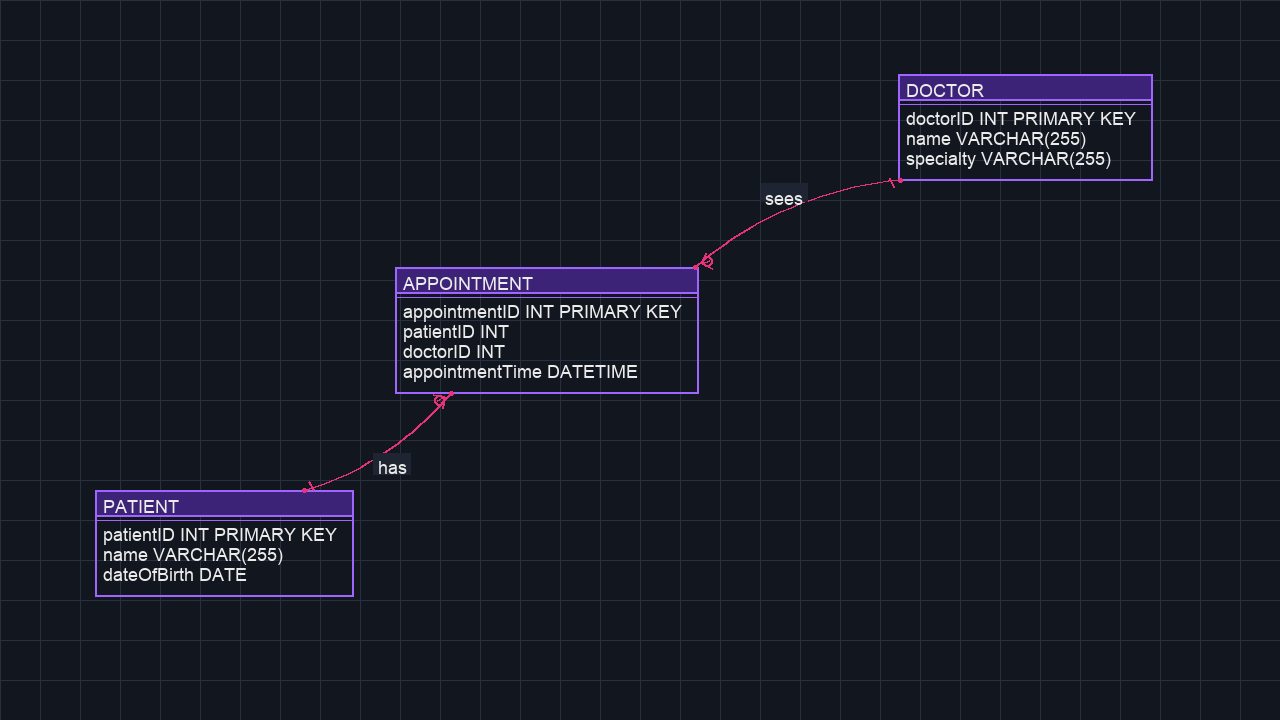 DOCTOR
doctorID INT PRIMARY KEY
name VARCHAR(255)
specialty VARCHAR(255)
sees
APPOINTMENT
appointmentID INT PRIMARY KEY
patientID INT
doctorID INT
appointmentTime DATETIME
has
PATIENT
patientID INT PRIMARY KEY
name VARCHAR(255)
dateOfBirth DATE